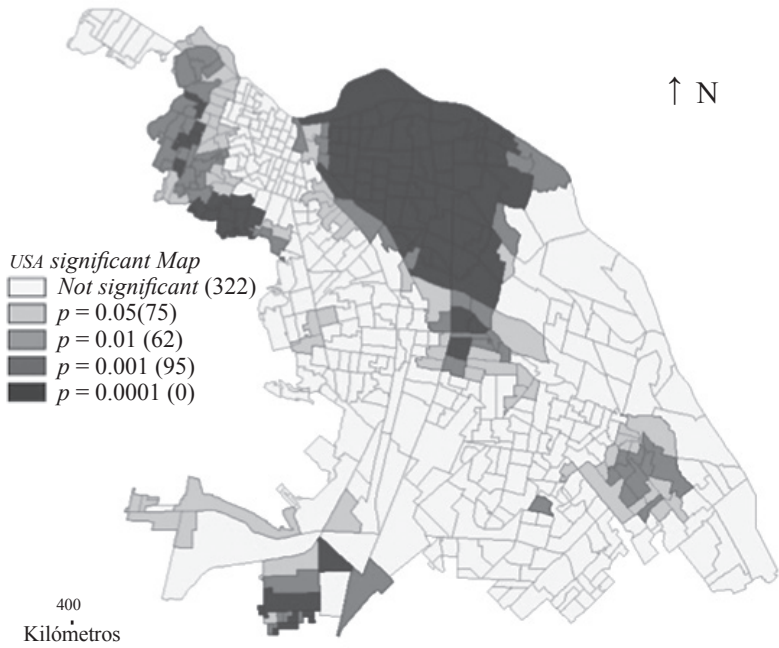 ↑ N
USA significant Map
Not significant (322)
p = 0.05(75)
p = 0.01 (62)
p = 0.001 (95)
p = 0.0001 (0)
400
Kilómetros